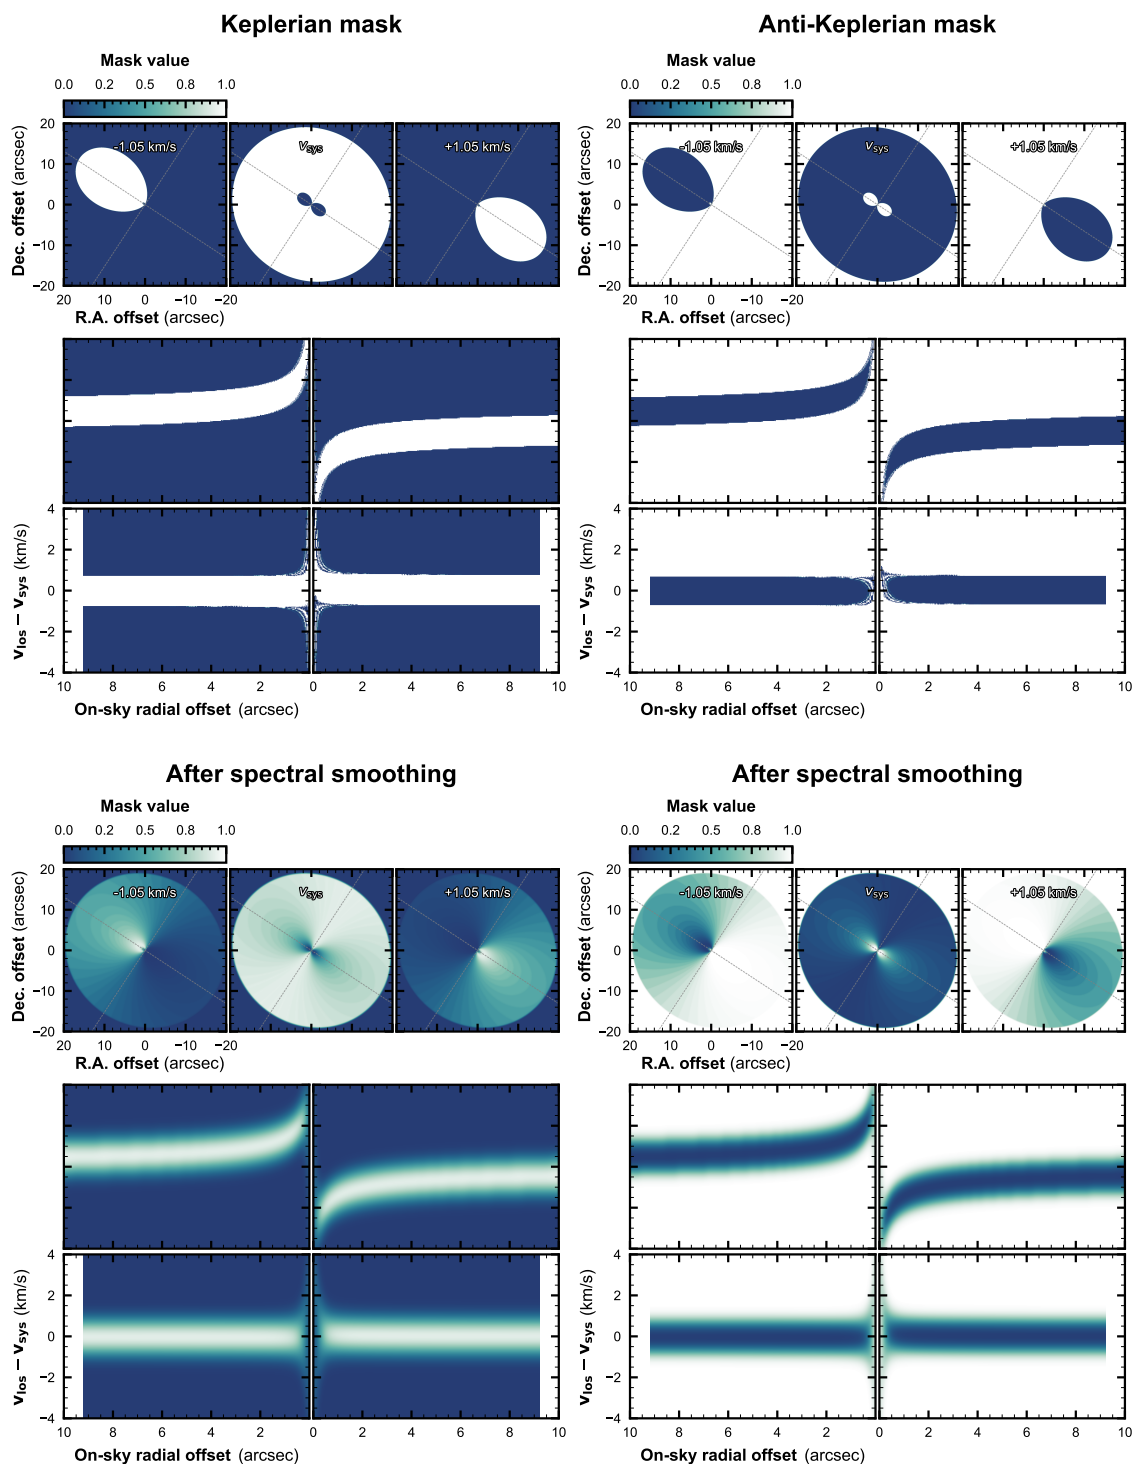 Keplerian mask
Mask value
0.0 0.2 0.5 0.8 1.0
-1.05 km/s
v_sys
+1.05 km/s
Dec. offset (arcsec)
20
10
0
−10
−20
20 10 0 −10 −20
R.A. offset (arcsec)
v_los − v_sys (km/s)
4
2
0
−2
−4
10 8 6 4 2 0 2 4 6 8 10
On-sky radial offset (arcsec)
Anti-Keplerian mask
Mask value
0.0 0.2 0.5 0.8 1.0
-1.05 km/s
v_sys
+1.05 km/s
Dec. offset (arcsec)
20
10
0
−10
−20
20 10 0 −10 −20
R.A. offset (arcsec)
v_los − v_sys (km/s)
4
2
0
−2
−4
10 8 6 4 2 0 2 4 6 8 10
On-sky radial offset (arcsec)
After spectral smoothing
Mask value
0.0 0.2 0.5 0.8 1.0
-1.05 km/s
v_sys
+1.05 km/s
Dec. offset (arcsec)
20
10
0
−10
−20
20 10 0 −10 −20
R.A. offset (arcsec)
v_los − v_sys (km/s)
4
2
0
−2
−4
10 8 6 4 2 0 2 4 6 8 10
On-sky radial offset (arcsec)
After spectral smoothing
Mask value
0.0 0.2 0.5 0.8 1.0
-1.05 km/s
v_sys
+1.05 km/s
Dec. offset (arcsec)
20
10
0
−10
−20
20 10 0 −10 −20
R.A. offset (arcsec)
v_los − v_sys (km/s)
4
2
0
−2
−4
10 8 6 4 2 0 2 4 6 8 10
On-sky radial offset (arcsec)